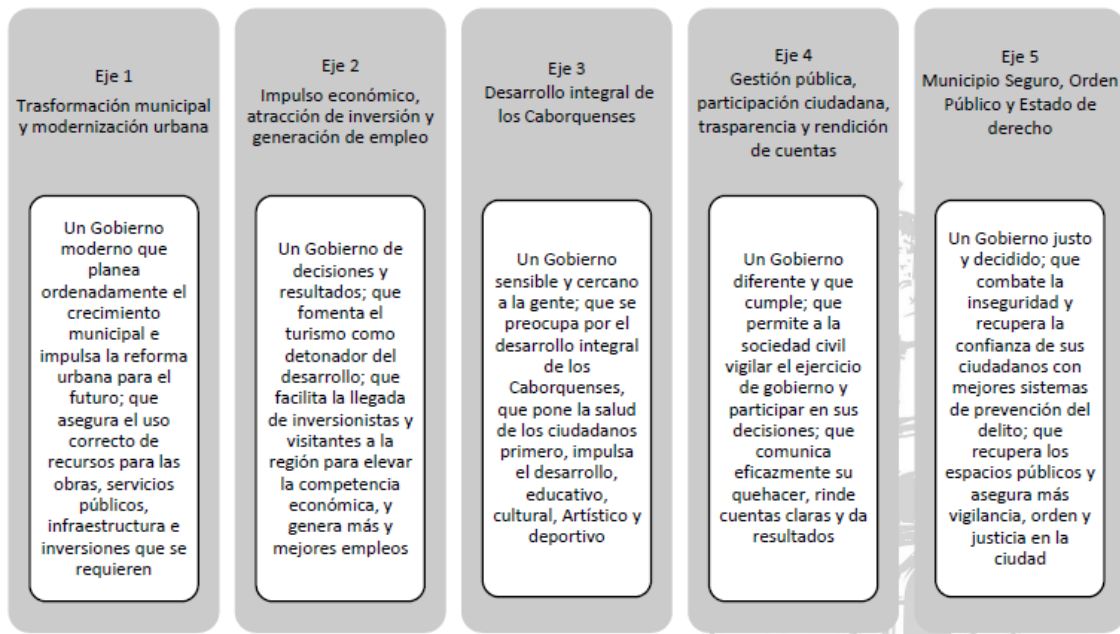 Eje 1
Trasformación municipal
y modernización urbana
Un Gobierno
moderno que
planea
ordenadamente el
crecimiento
municipal e
impulsa la reforma
urbana para el
futuro; que
asegura el uso
correcto de
recursos para las
obras, servicios
públicos,
infraestructura e
inversiones que se
requieren
Eje 2
Impulso económico,
atracción de inversión y
generación de empleo
Un Gobierno de
decisiones y
resultados; que
fomenta el
turismo como
detonador del
desarrollo; que
facilita la llegada
de inversionistas y
visitantes a la
región para elevar
la competencia
económica, y
genera más y
mejores empleos
Eje 3
Desarrollo integral de
los Caborquenses
Un Gobierno
sensible y cercano
a la gente; que se
preocupa por el
desarrollo integral
de los
Caborquenses,
que pone la salud
de los ciudadanos
primero, impulsa
el desarrollo,
educativo,
cultural, Artístico y
deportivo
Eje 4
Gestión pública,
participación ciudadana,
trasparencia y rendición
de cuentas
Un Gobierno
diferente y que
cumple; que
permite a la
sociedad civil
vigilar el ejercicio
de gobierno y
participar en sus
decisiones; que
comunica
eficazmente su
quehacer, rinde
cuentas claras y da
resultados
Eje 5
Municipio Seguro, Orden
Público y Estado de
derecho
Un Gobierno justo
y decidido; que
combate la
inseguridad y
recupera la
confianza de sus
ciudadanos con
mejores sistemas
de prevención del
delito; que
recupera los
espacios públicos y
asegura más
vigilancia, orden y
justicia en la
ciudad